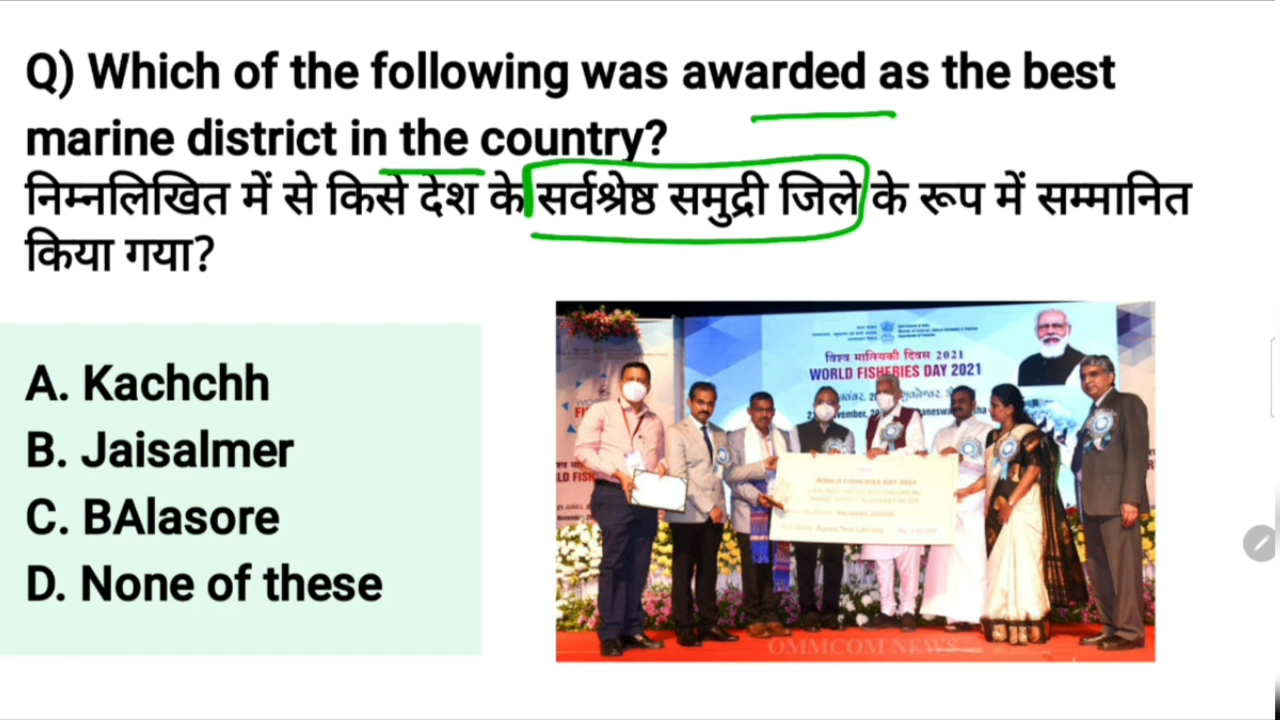 Q) Which of the following was awarded as the best
marine district in the country?
निम्नलिखित में से किसे देश के सर्वश्रेष्ठ समुद्री जिले के रूप में सम्मानित
किया गया?
A. Kachchh
B. Jaisalmer
C. BAlasore
D. None of these
विश्व मात्स्यिकी दिवस 2021
WORLD FISHERIES DAY 2021
WORLD FISHERIES DAY 2021
OMMCOM NEWS